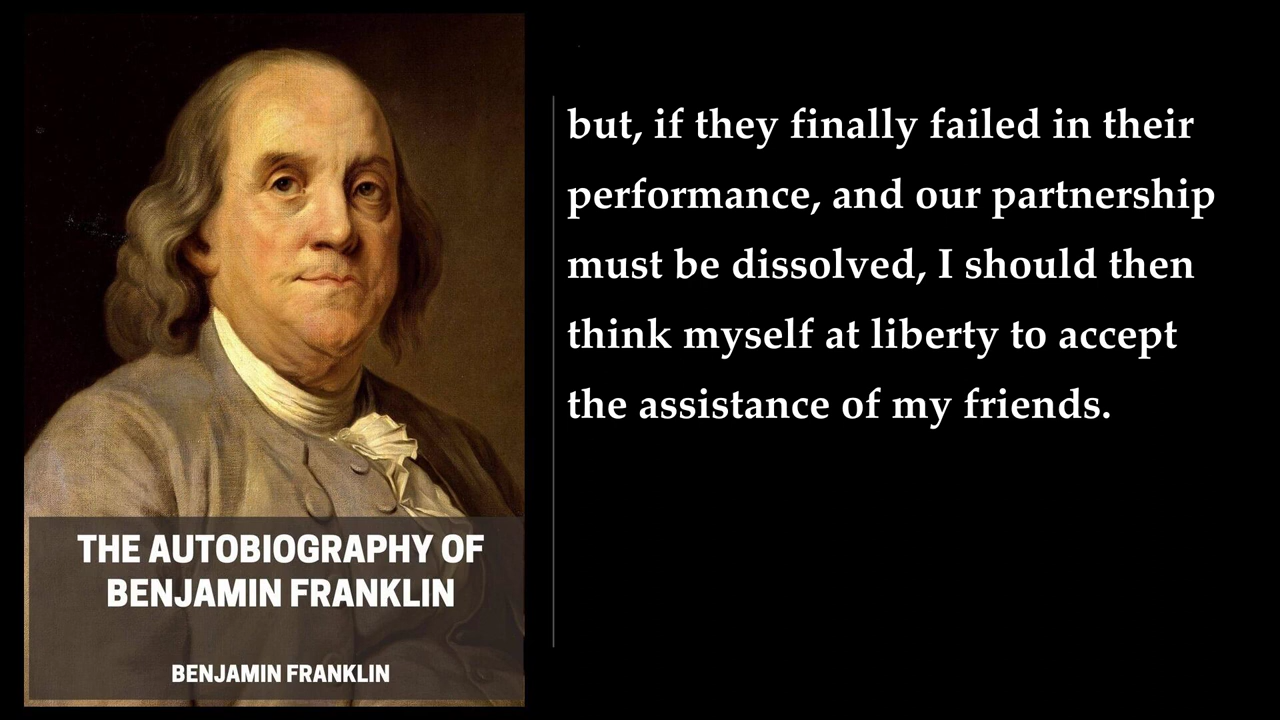 THE AUTOBIOGRAPHY OF
BENJAMIN FRANKLIN
BENJAMIN FRANKLIN
but, if they finally failed in their
performance, and our partnership
must be dissolved, I should then
think myself at liberty to accept
the assistance of my friends.